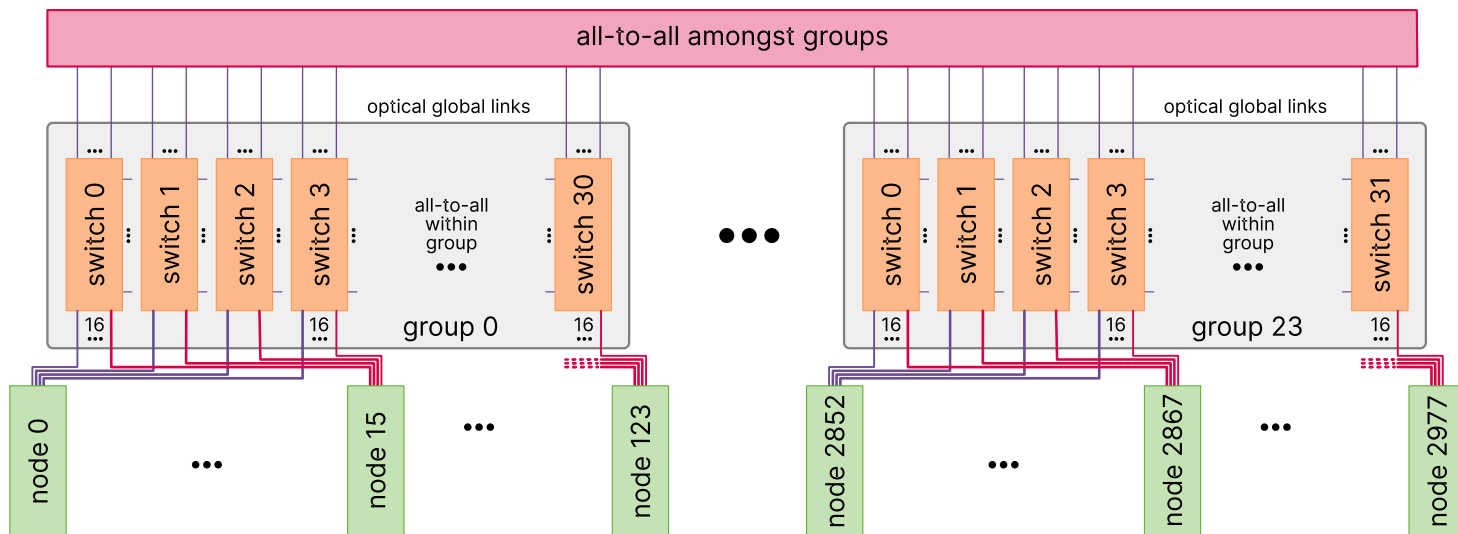 all-to-all amongst groups
optical global links
optical global links
•••
•••
•••
•••
•••
•••
•••
•••
•••
•••
switch 0
switch 1
switch 2
switch 3
all-to-all
within
group
•••
switch 30
•••
switch 0
switch 1
switch 2
switch 3
all-to-all
within
group
•••
switch 31
16
16
group 0
16
16
16
group 23
16
node 0
•••
node 15
•••
node 123
node 2852
•••
node 2867
•••
node 2977